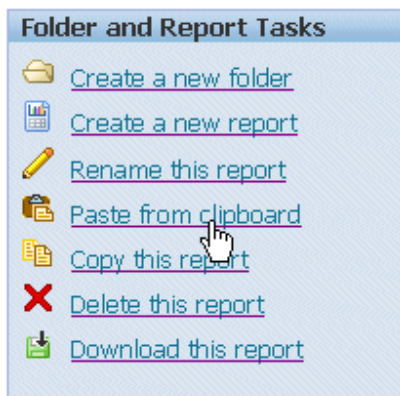 Folder and Report Tasks
Create a new folder
Create a new report
Rename this report
Paste from clipboard
Copy this report
Delete this report
Download this report